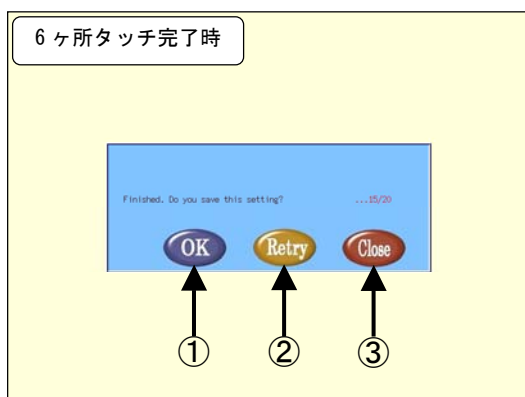 6ヶ所タッチ完了時
Finished. Do you save this setting? ...15/20
OK Retry Close
① ② ③